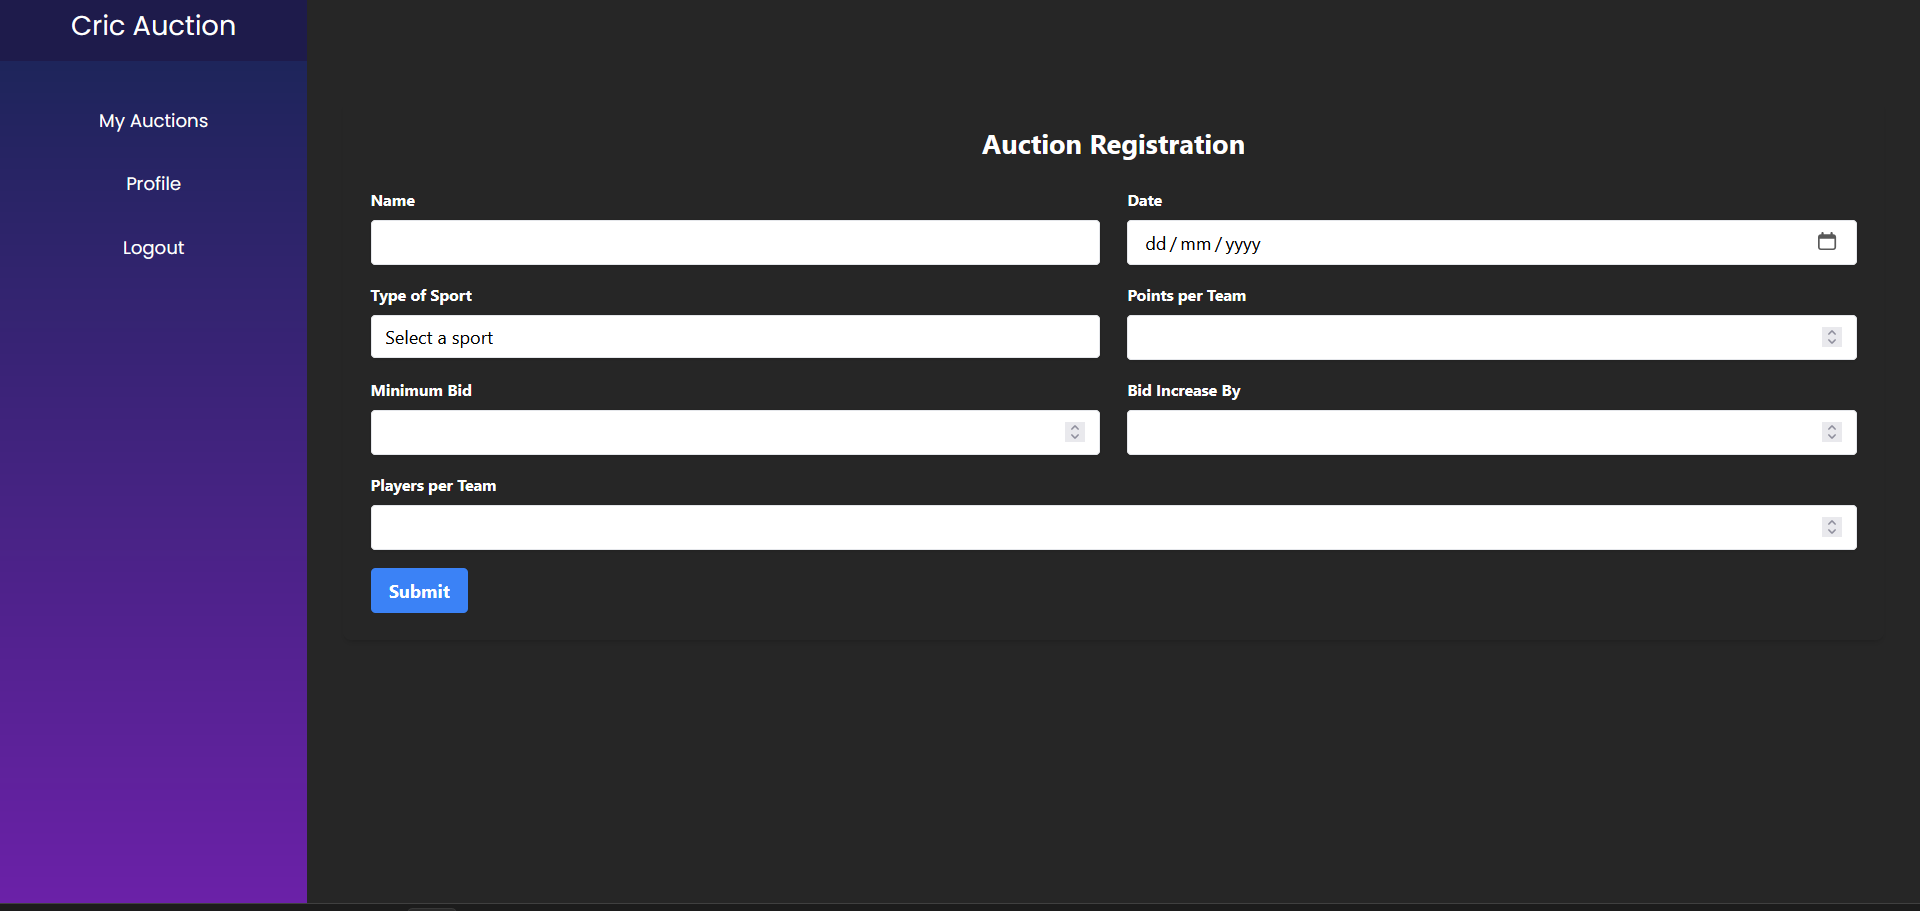 Cric Auction
My Auctions
Profile
Logout
Auction Registration
Name
Date
dd/mm/yyyy
Type of Sport
Points per Team
Select a sport
Minimum Bid
Bid Increase By
Players per Team
Submit